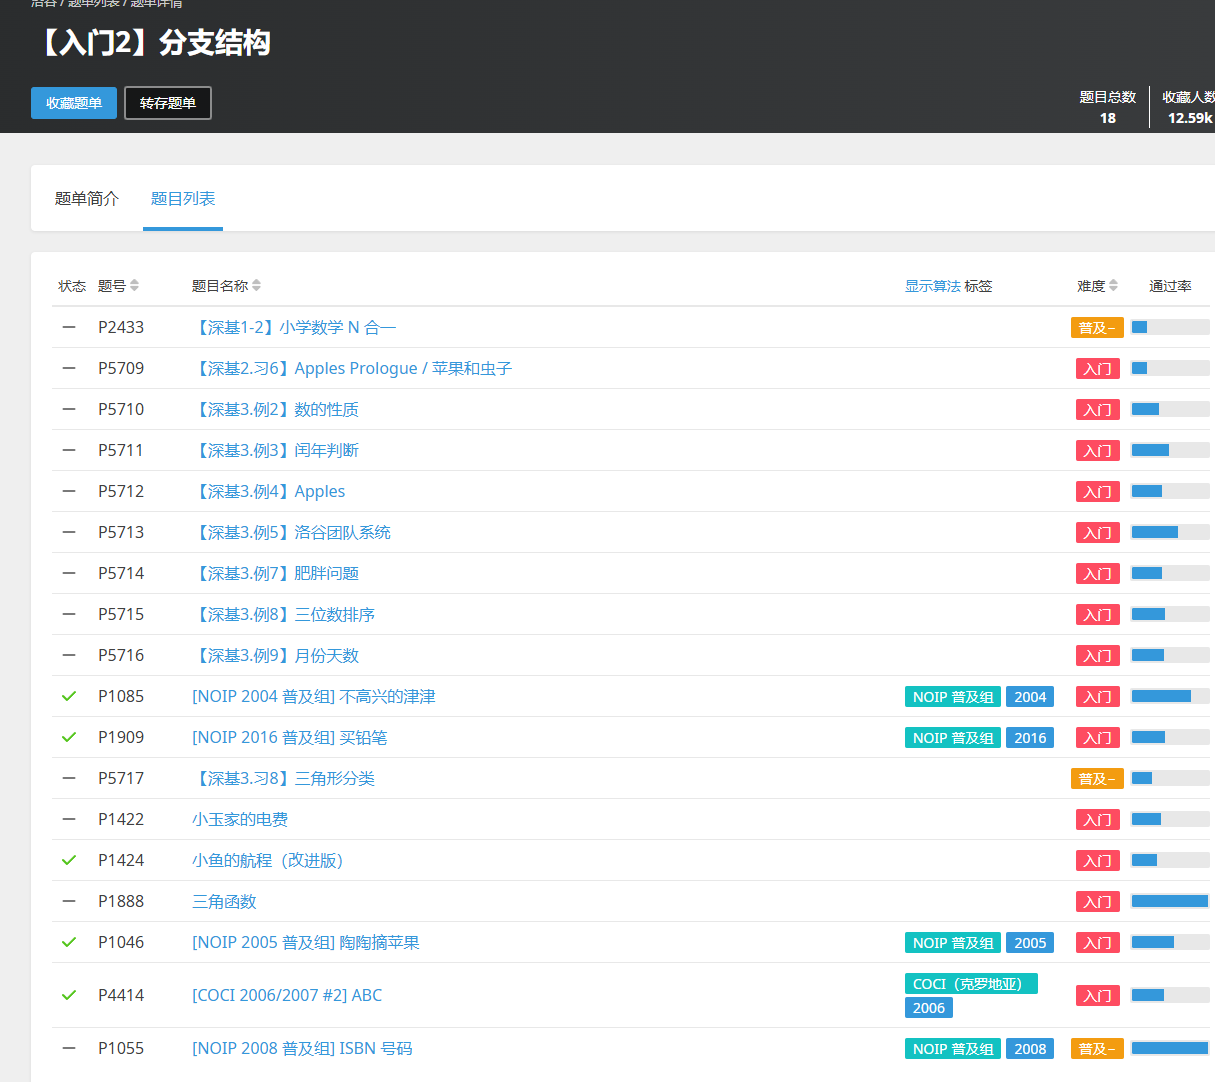 洛谷 / 题单列表 / 题单详情
【入门2】分支结构
收藏题单 转存题单
题目总数 收藏人数
18 12.59k
题单简介 题目列表
状态 题号 题目名称 显示算法 标签 难度 通过率
P2433 【深基1-2】小学数学 N 合一 普及−
P5709 【深基2.习6】Apples Prologue / 苹果和虫子 入门
P5710 【深基3.例2】数的性质 入门
P5711 【深基3.例3】闰年判断 入门
P5712 【深基3.例4】Apples 入门
P5713 【深基3.例5】洛谷团队系统 入门
P5714 【深基3.例7】肥胖问题 入门
P5715 【深基3.例8】三位数排序 入门
P5716 【深基3.例9】月份天数 入门
P1085 [NOIP 2004 普及组] 不高兴的津津 NOIP 普及组 2004 入门
P1909 [NOIP 2016 普及组] 买铅笔 NOIP 普及组 2016 入门
P5717 【深基3.习8】三角形分类 普及−
P1422 小玉家的电费 入门
P1424 小鱼的航程（改进版） 入门
P1888 三角函数 入门
P1046 [NOIP 2005 普及组] 陶陶摘苹果 NOIP 普及组 2005 入门
P4414 [COCI 2006/2007 #2] ABC COCI（克罗地亚） 入门
2006
P1055 [NOIP 2008 普及组] ISBN 号码 NOIP 普及组 2008 普及−